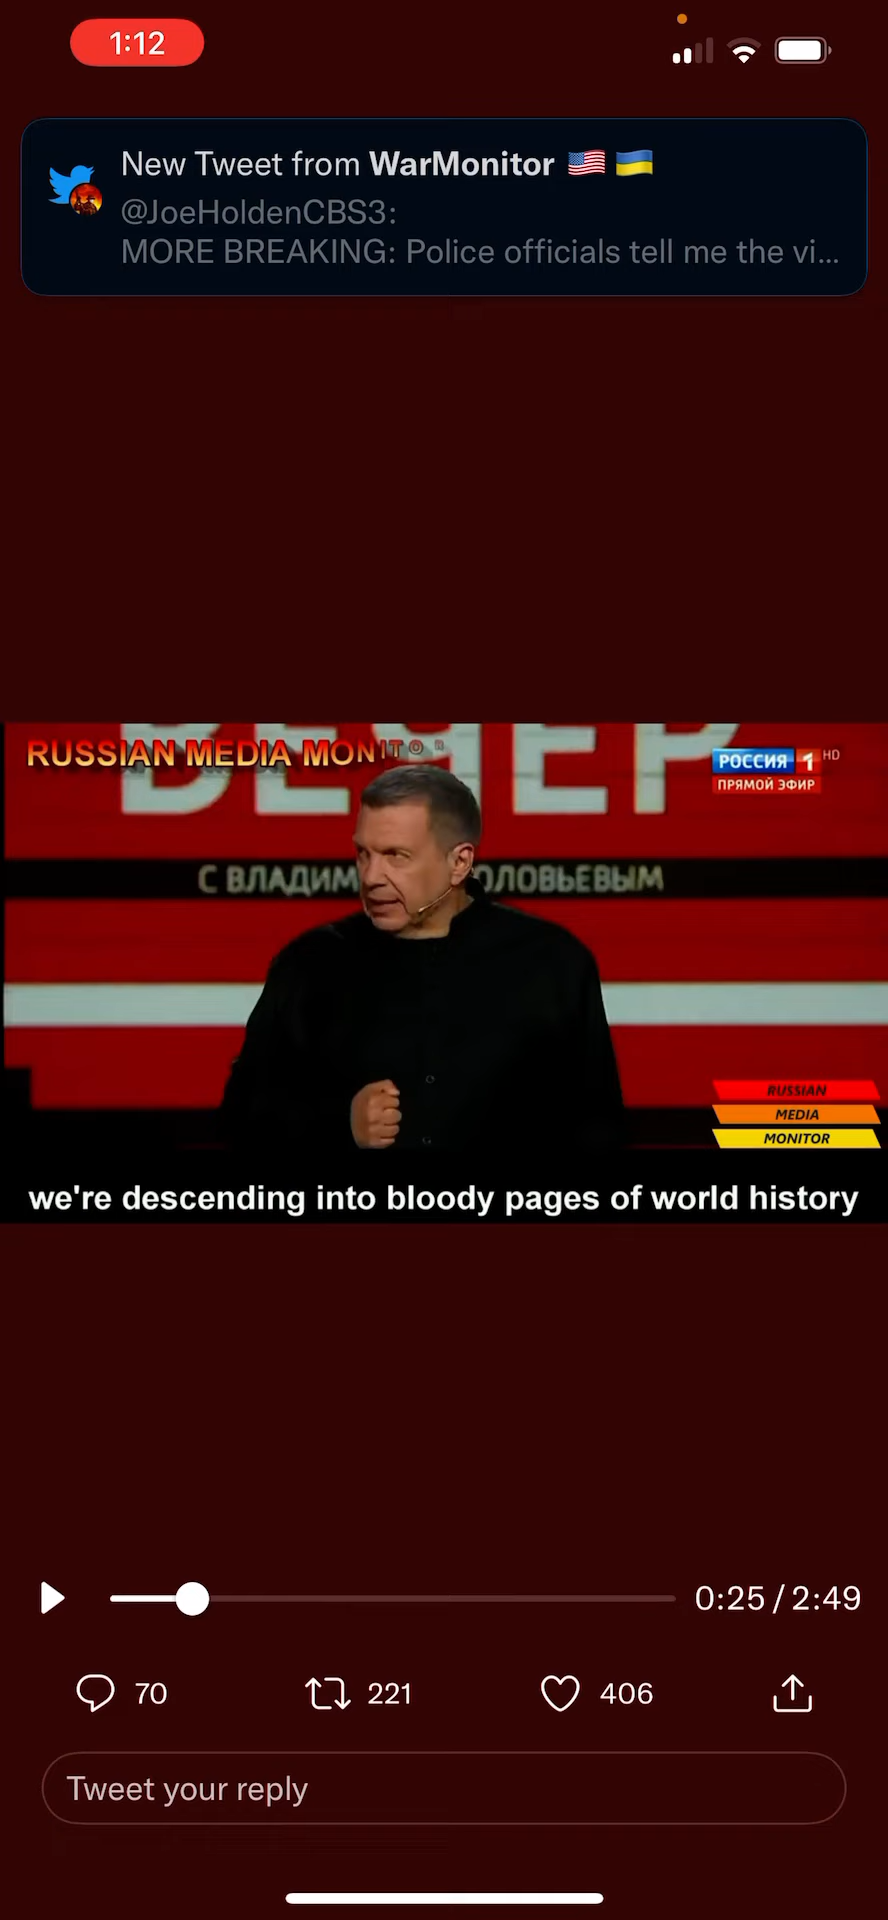 1:12
New Tweet from WarMonitor 🇺🇸 🇺🇦
@JoeHoldenCBS3:
MORE BREAKING: Police officials tell me the vi...
ВЕЧЕР
RUSSIAN MEDIA MONITOR
РОССИЯ 1 HD
ПРЯМОЙ ЭФИР
С ВЛАДИМ ОЛОВЬЕВЫМ
RUSSIAN
MEDIA
MONITOR
we're descending into bloody pages of world history
0:25 / 2:49
70 221 406
Tweet your reply